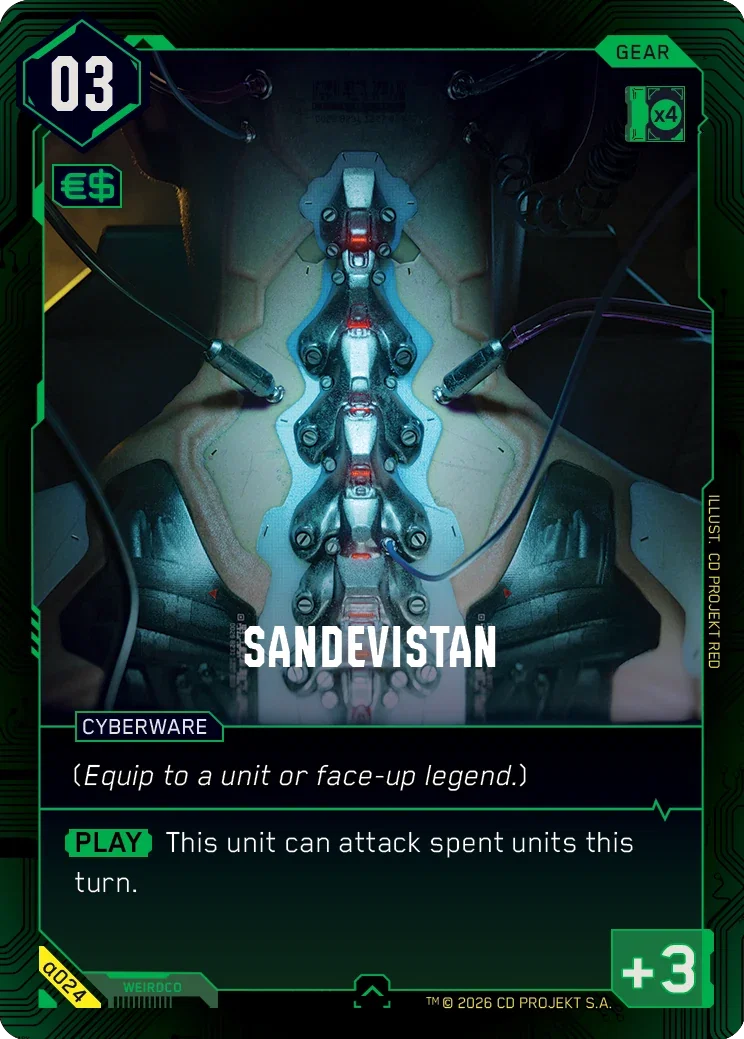 03
GEAR
x4
€$
ILLUST. CD PROJEKT RED
SANDEVISTAN
CYBERWARE
(Equip to a unit or face-up legend.)
PLAY This unit can attack spent units this
turn.
+3
α024
WEIRDCO
™ © 2026 CD PROJEKT S.A.